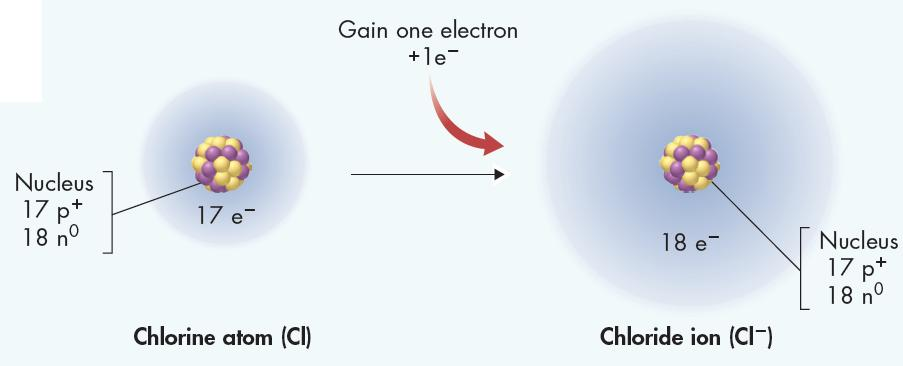 Gain one electron
+1e⁻
Nucleus
17 p⁺
18 n⁰
17 e⁻
18 e⁻
Nucleus
17 p⁺
18 n⁰
Chlorine atom (Cl)
Chloride ion (Cl⁻)